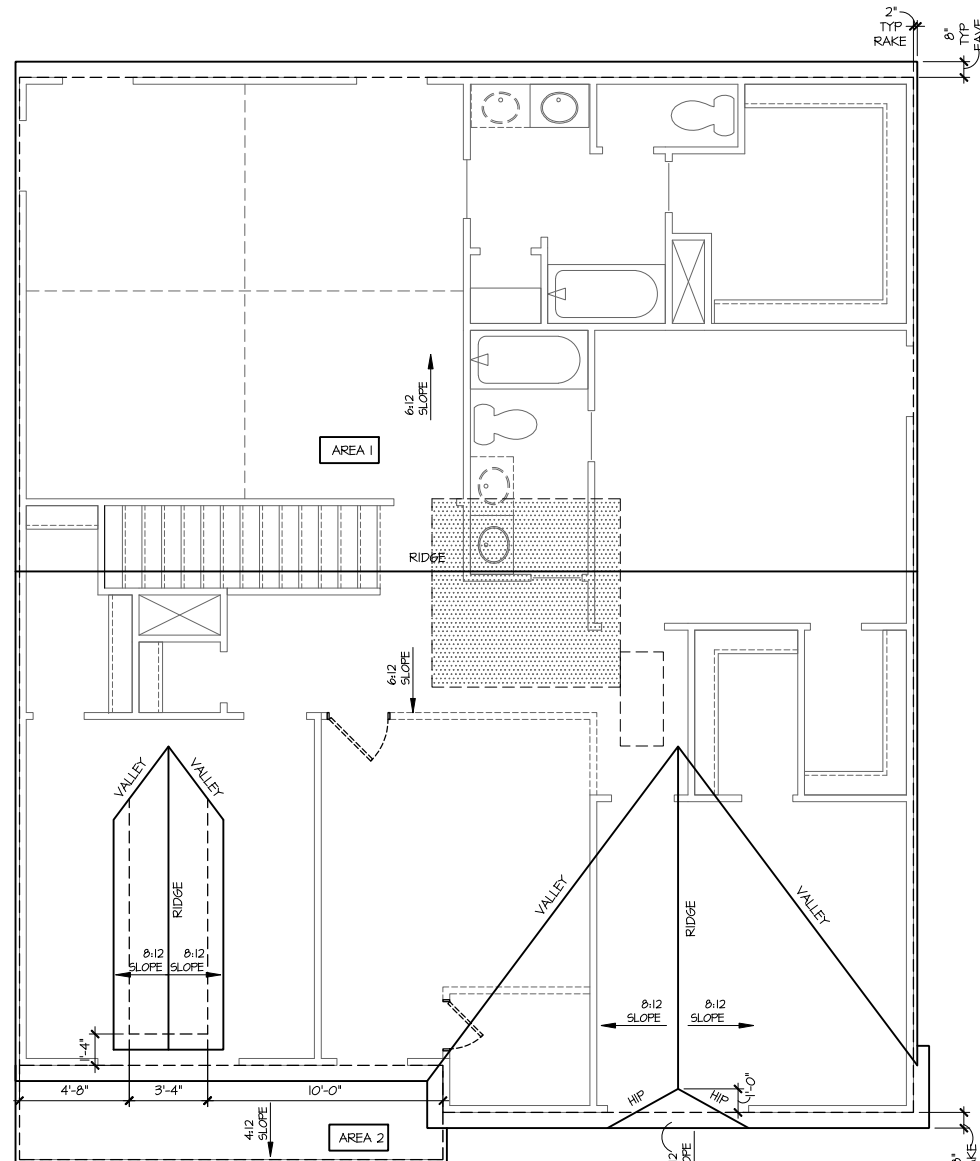 2"
TYP
RAKE
8"
TYP
EAVE
6:12
SLOPE
AREA 1
RIDGE
6:12
SLOPE
VALLEY
VALLEY
RIDGE
8:12
SLOPE
8:12
SLOPE
VALLEY
VALLEY
RIDGE
8:12
SLOPE
8:12
SLOPE
1'-4"
4'-8"
3'-4"
10'-0"
HIP
HIP
1'-0"
4:12
SLOPE
AREA 2